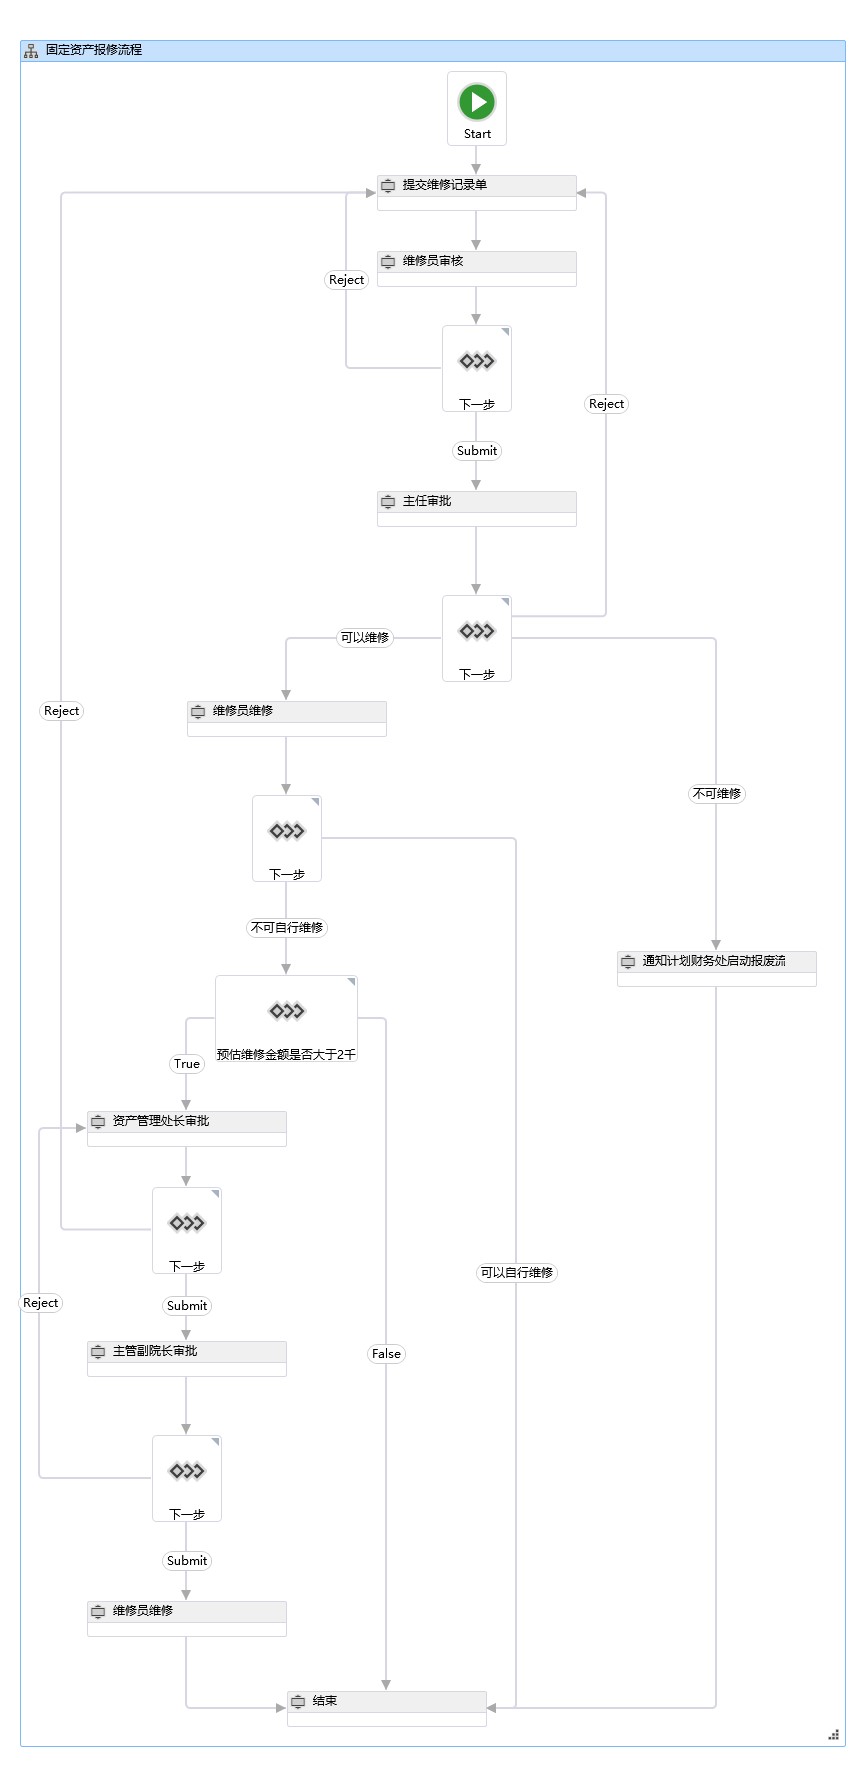 固定资产报修流程
Start
提交维修记录单
维修员审核
Reject
下一步
Reject
Submit
主任审批
可以维修
下一步
维修员维修
Reject
不可维修
下一步
不可自行维修
通知计划财务处启动报废流
预估维修金额是否大于2千
True
资产管理处长审批
下一步
可以自行维修
Reject
Submit
主管副院长审批
False
下一步
Submit
维修员维修
结束